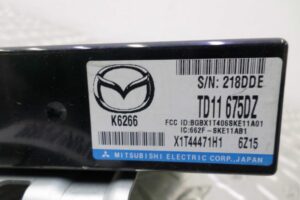 S/N: 218DDE
TD11 675DZ
K6266
FCC ID:BGBX1T406SKE11A01
IC:662F-SKE11AB1
X1T44471H1 6Z15
MITSUBISHI ELECTRIC CORP.,JAPAN